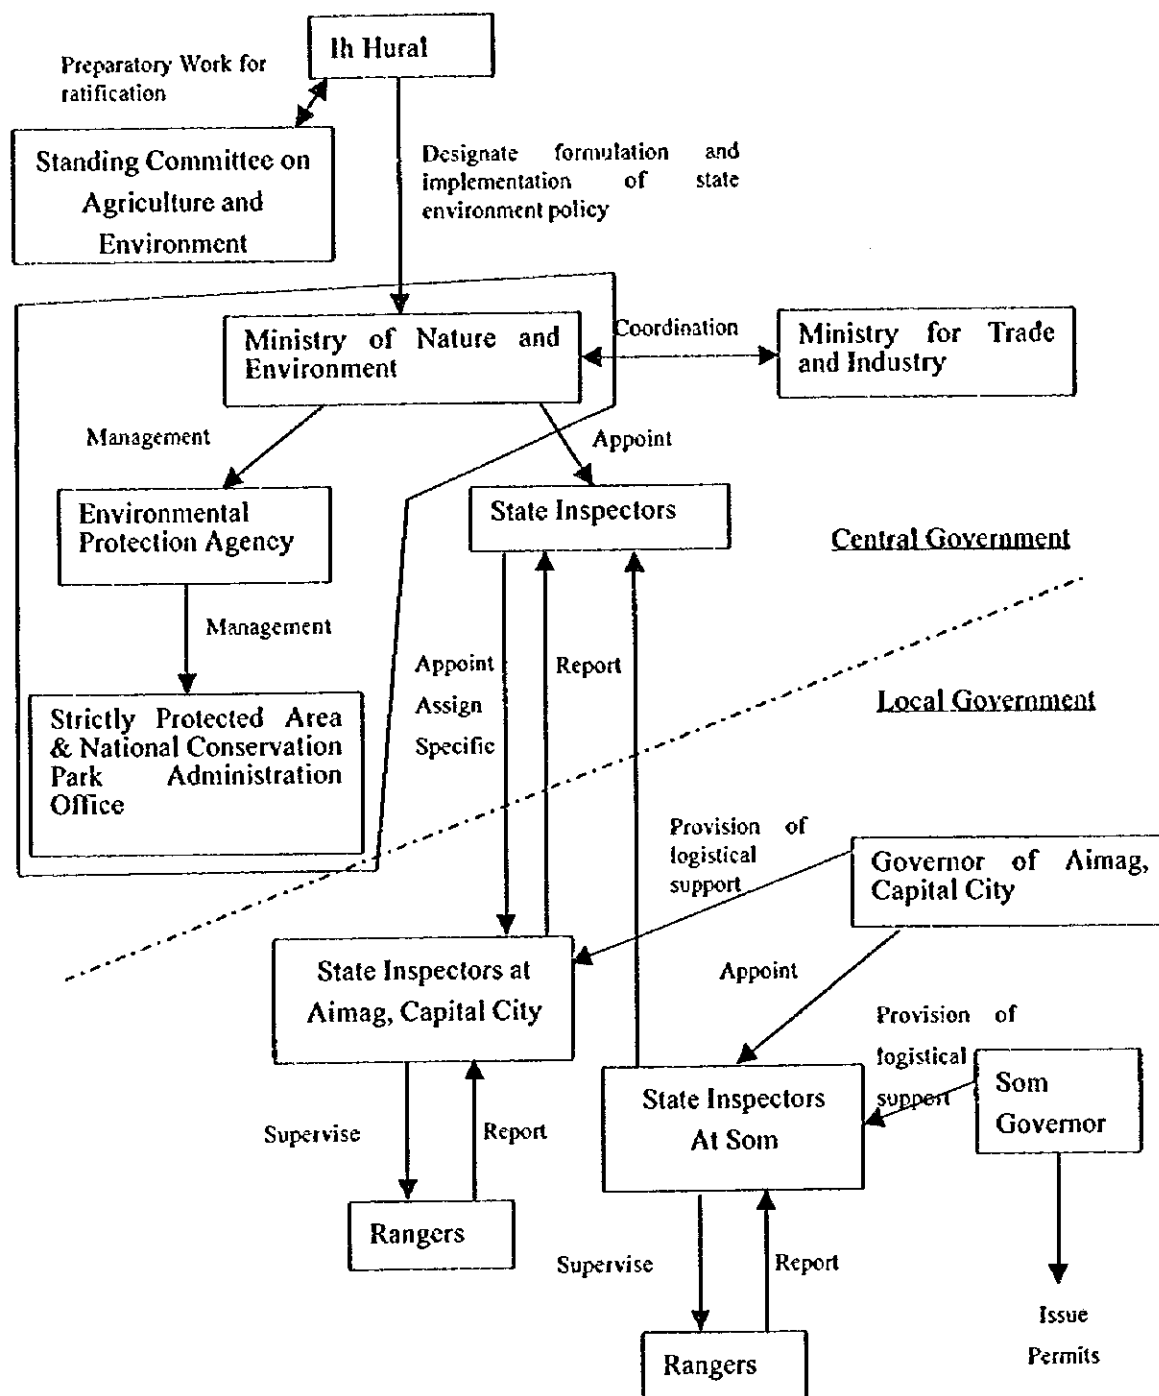 Ih Hural
Preparatory Work for
ratification
Standing Committee on
Agriculture and
Environment
Designate formulation and
implementation of state
environment policy
Ministry of Nature and
Environment
Coordination
Ministry for Trade
and Industry
Management
Appoint
Environmental
Protection Agency
State Inspectors
Central Government
Management
Appoint
Assign
Specific
Report
Local Government
Strictly Protected Area
& National Conservation
Park Administration
Office
Provision of
logistical
support
Governor of Aimag,
Capital City
State Inspectors at
Aimag, Capital City
Appoint
Provision of
logistical
support
Som
Governor
State Inspectors
At Som
Supervise
Report
Rangers
Supervise
Report
Issue
Permits
Rangers